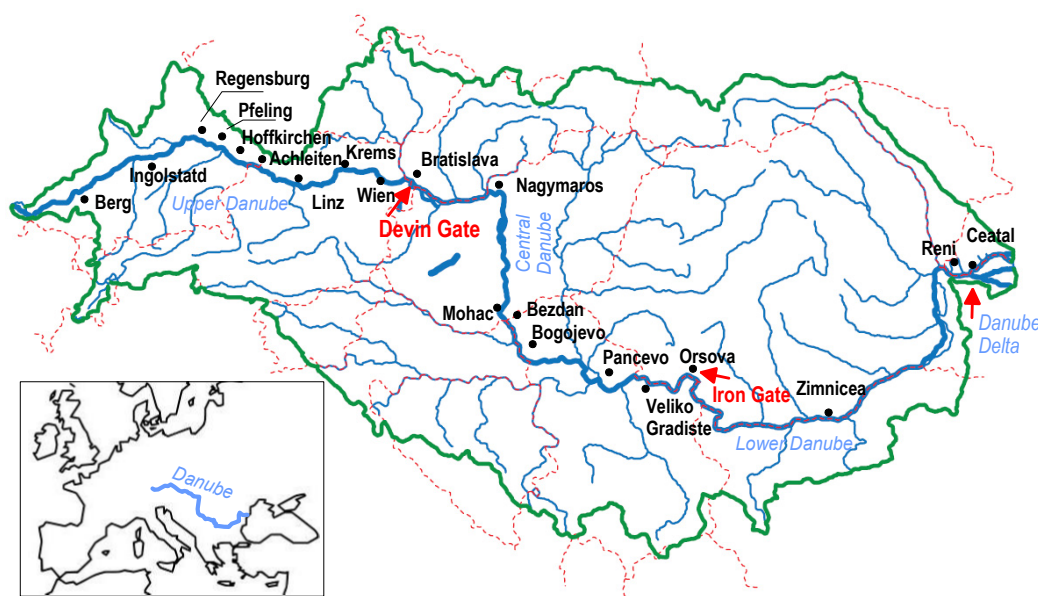 Regensburg
Pfeling
Hoffkirchen
Achleiten
Krems
Bratislava
Ingolstatd
Nagymaros
Berg
Upper Danube
Linz
Wien
Devin Gate
Central
Danube
Reni
Ceatal
Mohac
Bezdan
Bogojevo
Danube
Delta
Pancevo
Orsova
Iron Gate
Zimnicea
Veliko
Gradiste
Lower Danube
Danube